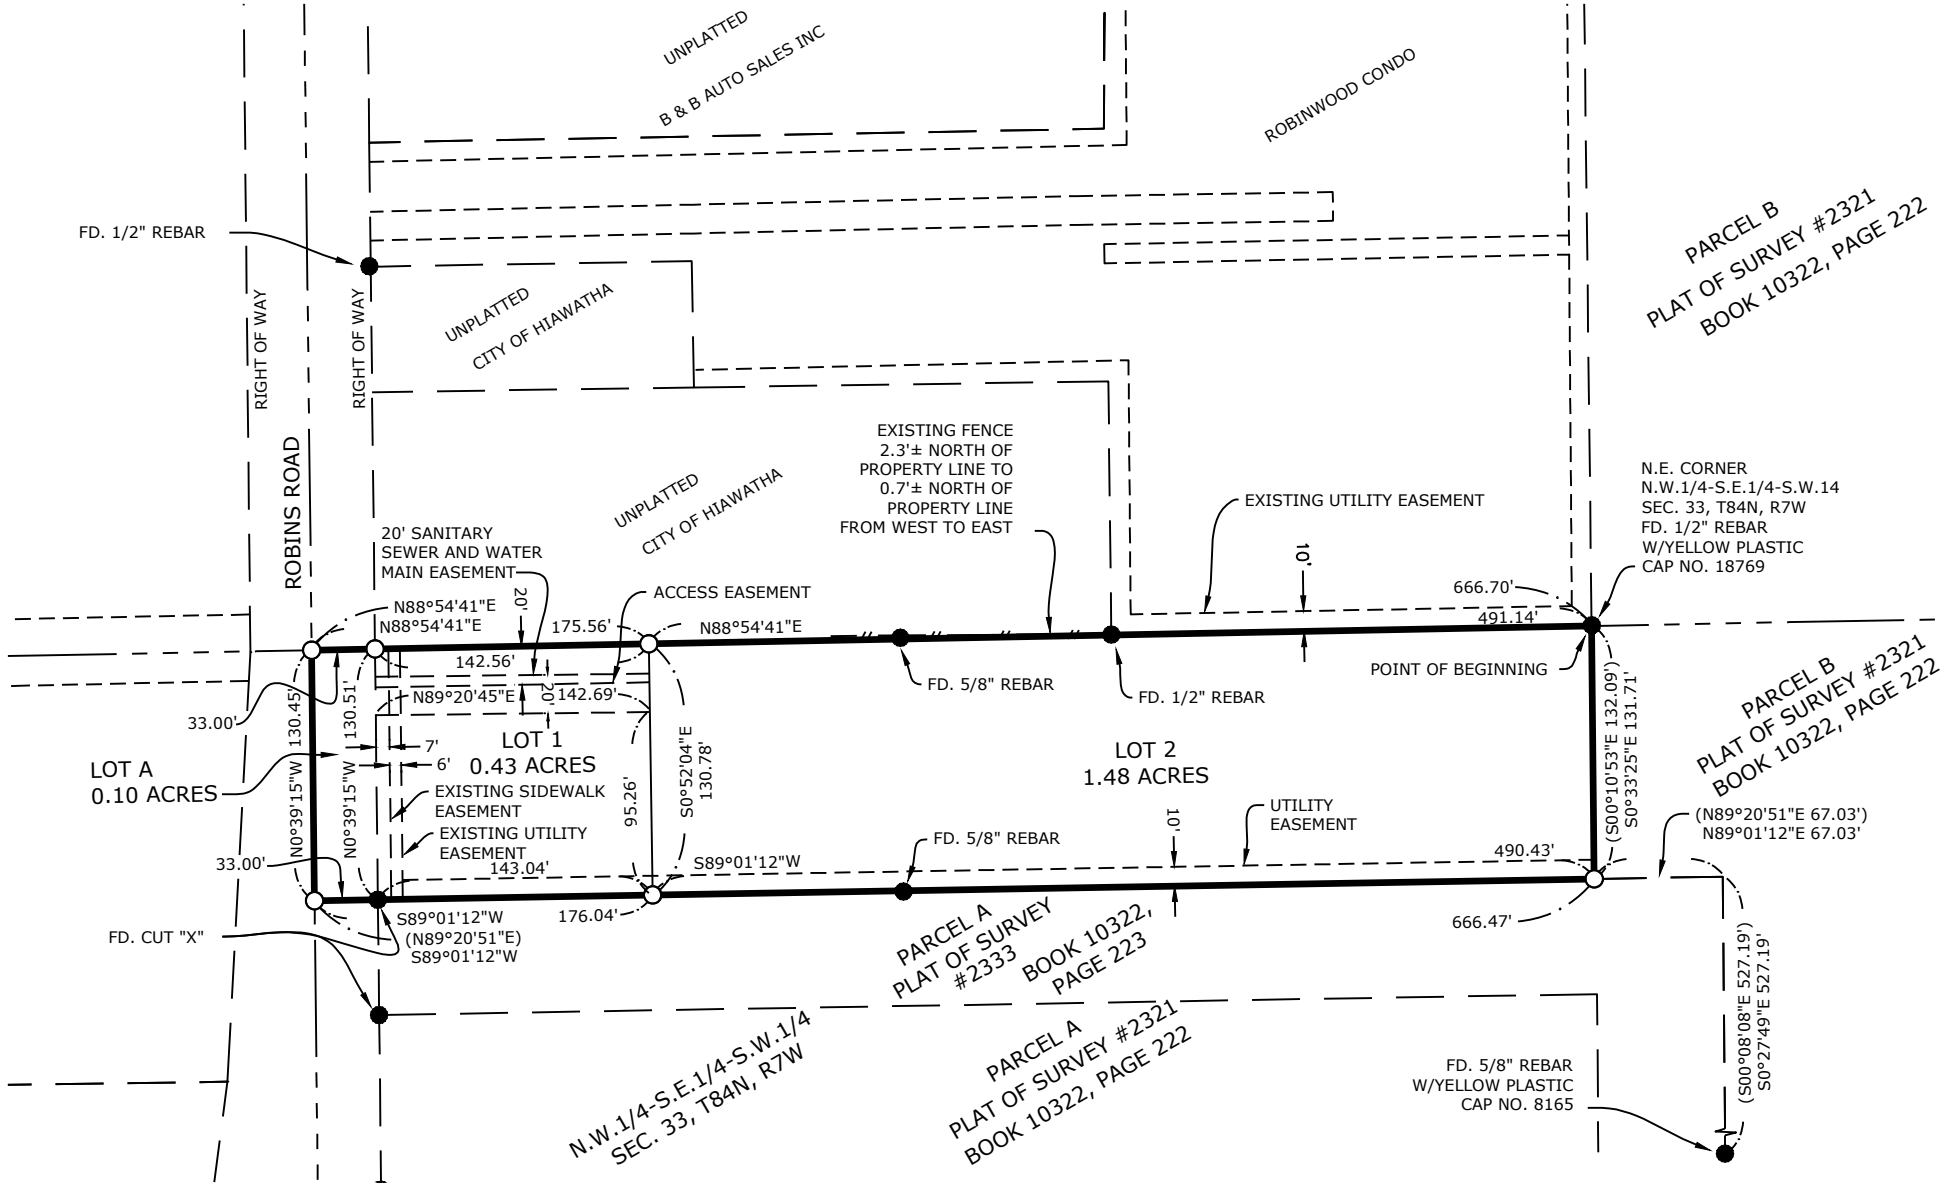 UNPLATTED
B & B AUTO SALES INC
ROBINWOOD CONDO
PARCEL B
PLAT OF SURVEY #2321
BOOK 10322, PAGE 222
FD. 1/2" REBAR
RIGHT OF WAY
RIGHT OF WAY
UNPLATTED
CITY OF HIAWATHA
ROBINS ROAD
EXISTING FENCE
2.3'± NORTH OF
PROPERTY LINE TO
0.7'± NORTH OF
PROPERTY LINE
FROM WEST TO EAST
UNPLATTED
CITY OF HIAWATHA
EXISTING UTILITY EASEMENT
10'
N.E. CORNER
N.W.1/4-S.E.1/4-S.W.14
SEC. 33, T84N, R7W
FD. 1/2" REBAR
W/YELLOW PLASTIC
CAP NO. 18769
20' SANITARY
SEWER AND WATER
MAIN EASEMENT
20'
ACCESS EASEMENT
N88°54'41"E
N88°54'41"E
175.56'
N88°54'41"E
666.70'
491.14'
142.56'
POINT OF BEGINNING
N89°20'45"E
20'
142.69'
FD. 5/8" REBAR
FD. 1/2" REBAR
33.00'
N0°39'15"W 130.45'
N0°39'15"W 130.51'
7'
6'
LOT 1
0.43 ACRES
LOT A
0.10 ACRES
EXISTING SIDEWALK
EASEMENT
EXISTING UTILITY
EASEMENT
95.26'
S0°52'04"E
130.78'
LOT 2
1.48 ACRES
UTILITY
EASEMENT
10'
(S00°10'53"E 132.09')
S0°33'25"E 131.71'
PARCEL B
PLAT OF SURVEY #2321
BOOK 10322, PAGE 222
(N89°20'51"E 67.03')
N89°01'12"E 67.03'
33.00'
143.04'
FD. 5/8" REBAR
S89°01'12"W
490.43'
176.04'
666.47'
S89°01'12"W
(N89°20'51"E)
S89°01'12"W
FD. CUT "X"
PARCEL A
PLAT OF SURVEY
#2333
BOOK 10322,
PAGE 223
PARCEL A
PLAT OF SURVEY #2321
BOOK 10322, PAGE 222
N.W.1/4-S.E.1/4-S.W.1/4
SEC. 33, T84N, R7W
(S00°08'08"E 527.19')
S0°27'49"E 527.19'
FD. 5/8" REBAR
W/YELLOW PLASTIC
CAP NO. 8165